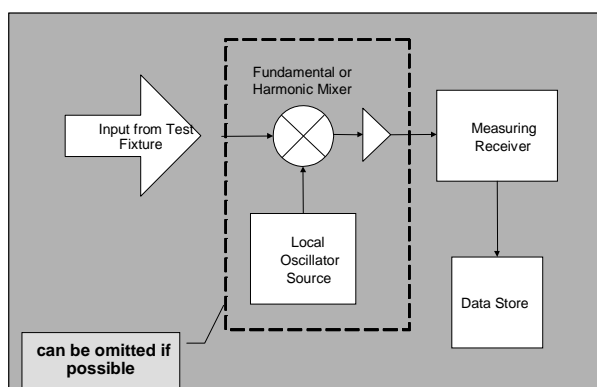 Fundamental or
Harmonic Mixer
Input from Test
Fixture
Measuring
Receiver
Local
Oscillator
Source
Data Store
can be omitted if
possible